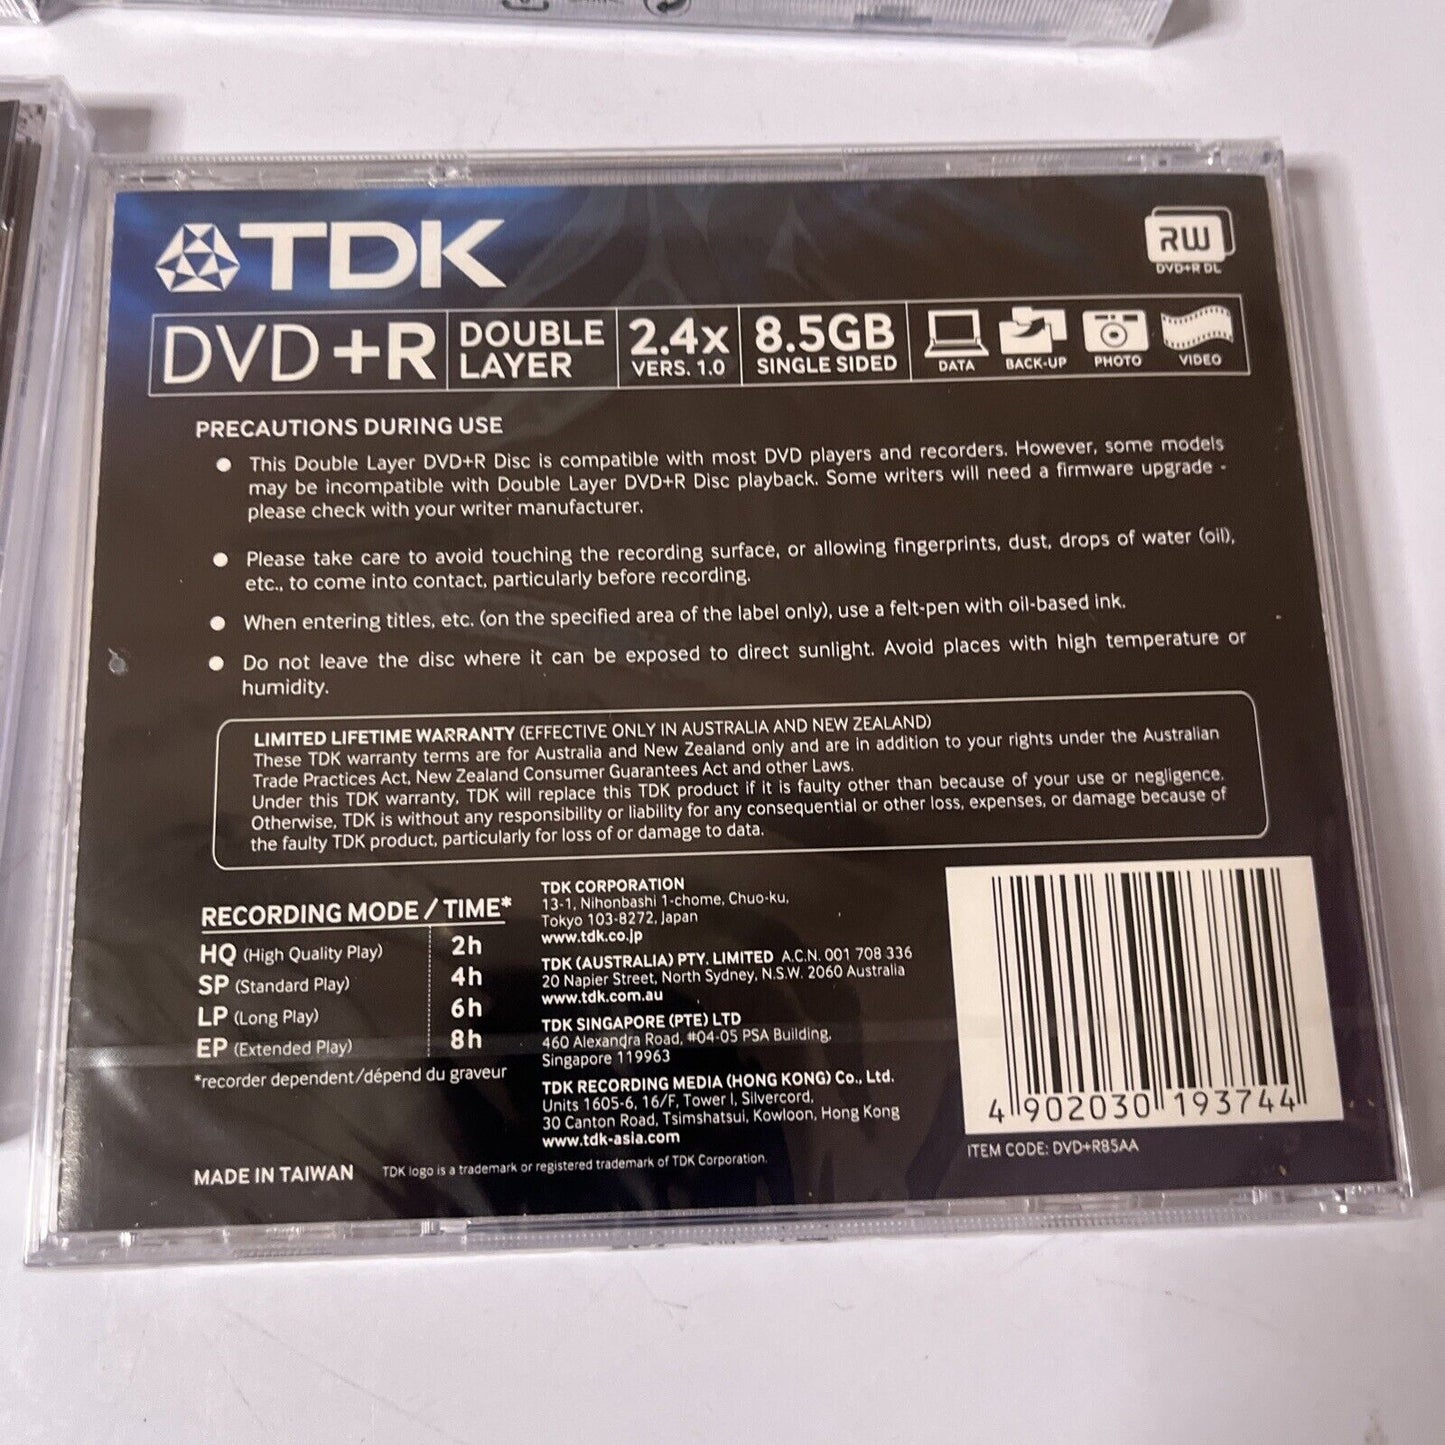 TDK
RW
DVD+R DL
DVD+R
DOUBLE
LAYER
2.4x
VERS. 1.0
8.5GB
SINGLE SIDED
DATA
BACK-UP
PHOTO
VIDEO
PRECAUTIONS DURING USE
● This Double Layer DVD+R Disc is compatible with most DVD players and recorders. However, some models
may be incompatible with Double Layer DVD+R Disc playback. Some writers will need a firmware upgrade -
please check with your writer manufacturer.
● Please take care to avoid touching the recording surface, or allowing fingerprints, dust, drops of water (oil),
etc., to come into contact, particularly before recording.
● When entering titles, etc. (on the specified area of the label only), use a felt-pen with oil-based ink.
● Do not leave the disc where it can be exposed to direct sunlight. Avoid places with high temperature or
humidity.
LIMITED LIFETIME WARRANTY (EFFECTIVE ONLY IN AUSTRALIA AND NEW ZEALAND)
These TDK warranty terms are for Australia and New Zealand only and are in addition to your rights under the Australian
Trade Practices Act, New Zealand Consumer Guarantees Act and other Laws.
Under this TDK warranty, TDK will replace this TDK product if it is faulty other than because of your use or negligence.
Otherwise, TDK is without any responsibility or liability for any consequential or other loss, expenses, or damage because of
the faulty TDK product, particularly for loss of or damage to data.
RECORDING MODE / TIME*
HQ (High Quality Play) 2h
SP (Standard Play) 4h
LP (Long Play) 6h
EP (Extended Play) 8h
*recorder dependent/dépend du graveur
TDK CORPORATION
13-1, Nihonbashi 1-chome, Chuo-ku,
Tokyo 103-8272, Japan
www.tdk.co.jp
TDK (AUSTRALIA) PTY. LIMITED A.C.N. 001 708 336
20 Napier Street, North Sydney, N.S.W. 2060 Australia
www.tdk.com.au
TDK SINGAPORE (PTE) LTD
460 Alexandra Road, #04-05 PSA Building,
Singapore 119963
TDK RECORDING MEDIA (HONG KONG) Co., Ltd.
Units 1605-6, 16/F, Tower I, Silvercord,
30 Canton Road, Tsimshatsui, Kowloon, Hong Kong
www.tdk-asia.com
4 902030 193744
ITEM CODE: DVD+R85AA
MADE IN TAIWAN
TDK logo is a trademark or registered trademark of TDK Corporation.